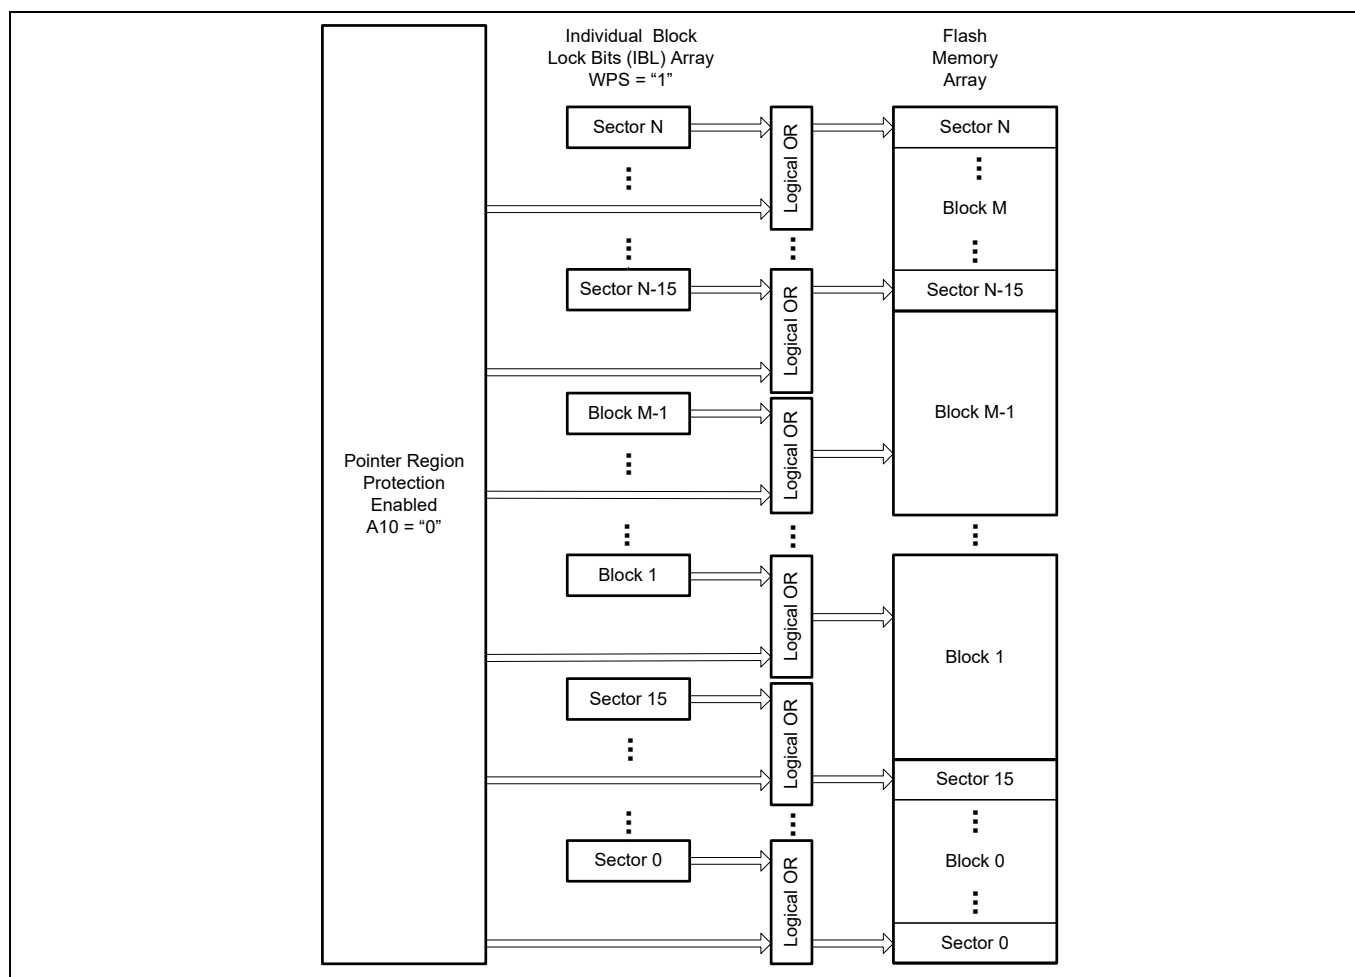 Individual Block
Lock Bits (IBL) Array
WPS = “1”
Flash
Memory
Array
Sector N
Logical OR
Sector N
Block M
Sector N-15
Logical OR
Sector N-15
Block M-1
Logical OR
Block M-1
Pointer Region
Protection
Enabled
A10 = “0”
Block 1
Logical OR
Block 1
Sector 15
Logical OR
Sector 15
Sector 0
Logical OR
Block 0
Sector 0